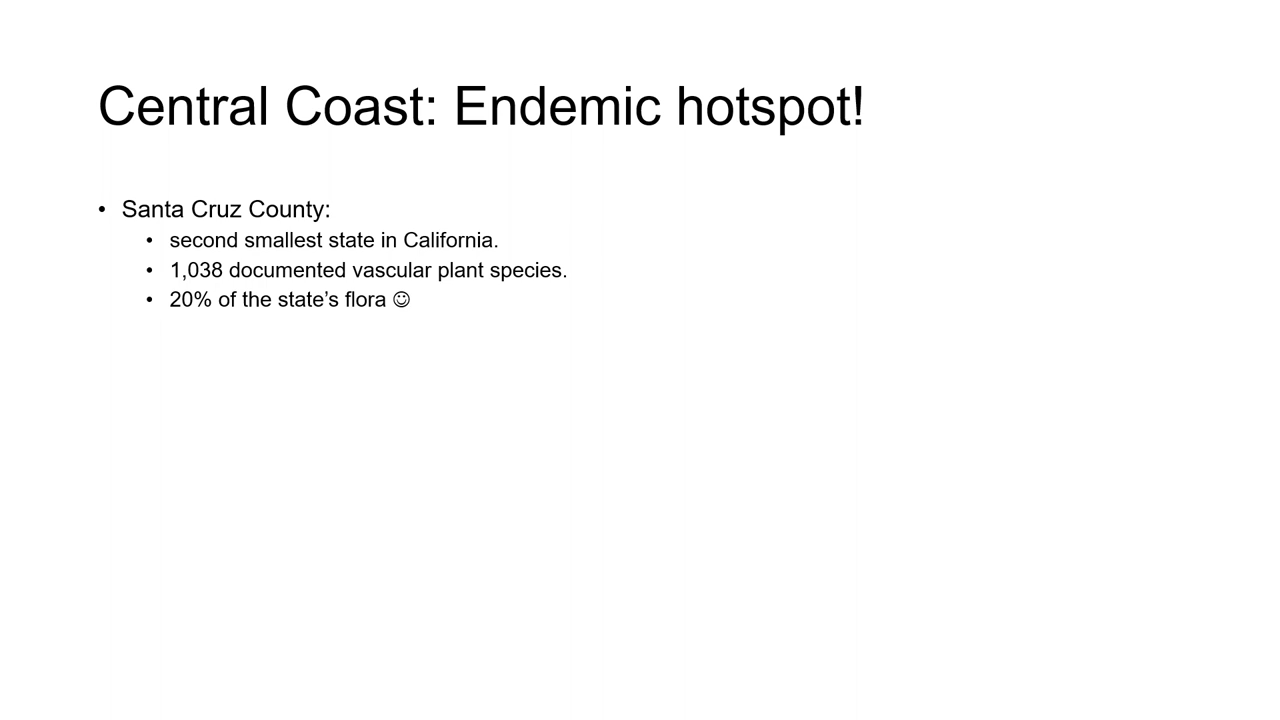 Central Coast: Endemic hotspot!
• Santa Cruz County:
• second smallest state in California.
• 1,038 documented vascular plant species.
• 20% of the state’s flora ☺